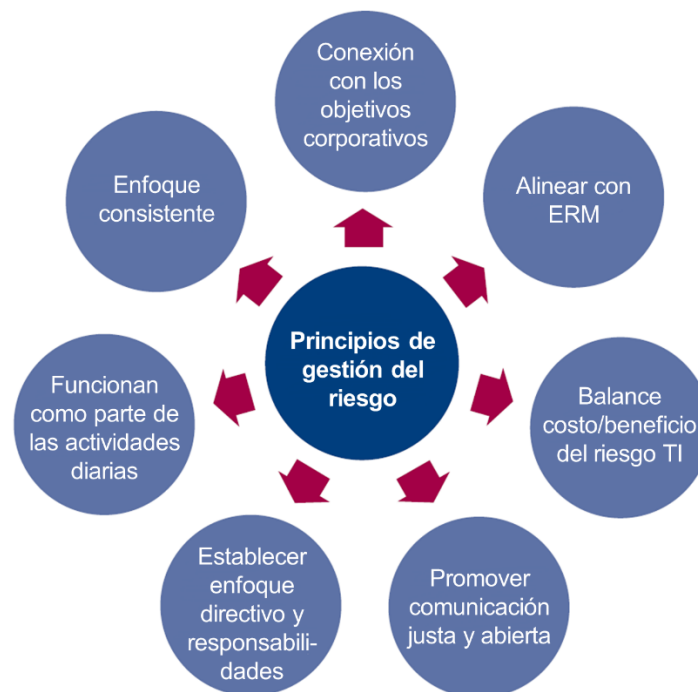 Conexión
con los
objetivos
corporativos
Alinear con
ERM
Balance
costo/beneficio
del riesgo TI
Promover
comunicación
justa y abierta
Establecer
enfoque
directivo y
responsabili-
dades
Funcionan
como parte de
las actividades
diarias
Enfoque
consistente
Principios de
gestión del
riesgo